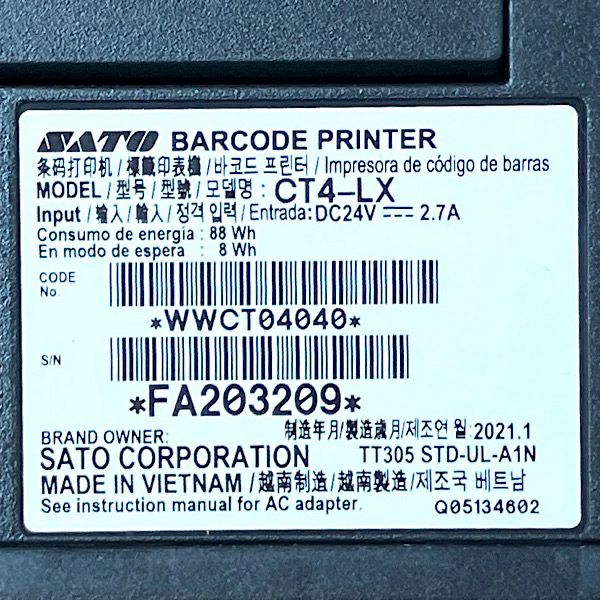 SATO BARCODE PRINTER
条码打印机 / 標籤印表機 / 바코드 프린터 / Impresora de código de barras
MODEL / 型号 / 型號 / 모델명 : CT4-LX
Input / 输入 / 輸入 / 정격 입력 / Entrada: DC24V ⎓ 2.7A
Consumo de energía : 88 Wh
En modo de espera : 8 Wh
CODE No.
*WWCT04040*
S/N
*FA203209*
制造年月/製造歲月/제조연 월:2021.1
BRAND OWNER:
SATO CORPORATION TT305 STD-UL-A1N
MADE IN VIETNAM /越南制造/越南製造/제조국 베트남
See instruction manual for AC adapter. Q05134602